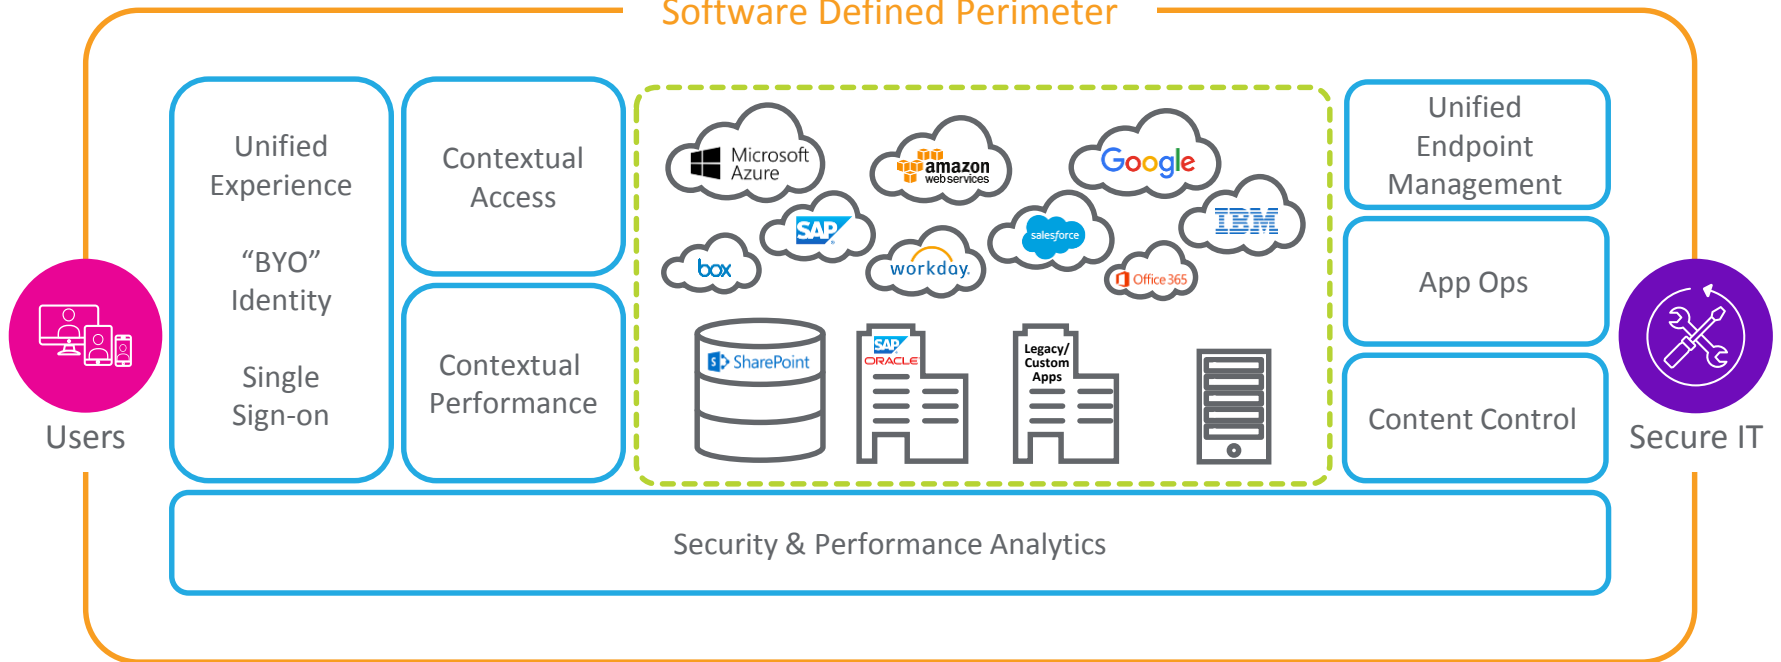 Software Defined Perimeter
Unified
Experience
“BYO”
Identity
Single
Sign-on
Contextual
Access
Contextual
Performance
Microsoft
Azure
amazon
webservices
Google
SAP
salesforce
IBM
box
workday.
Office 365
SharePoint
SAP
ORACLE
Legacy/
Custom
Apps
Unified
Endpoint
Management
App Ops
Content Control
Users
Secure IT
Security & Performance Analytics